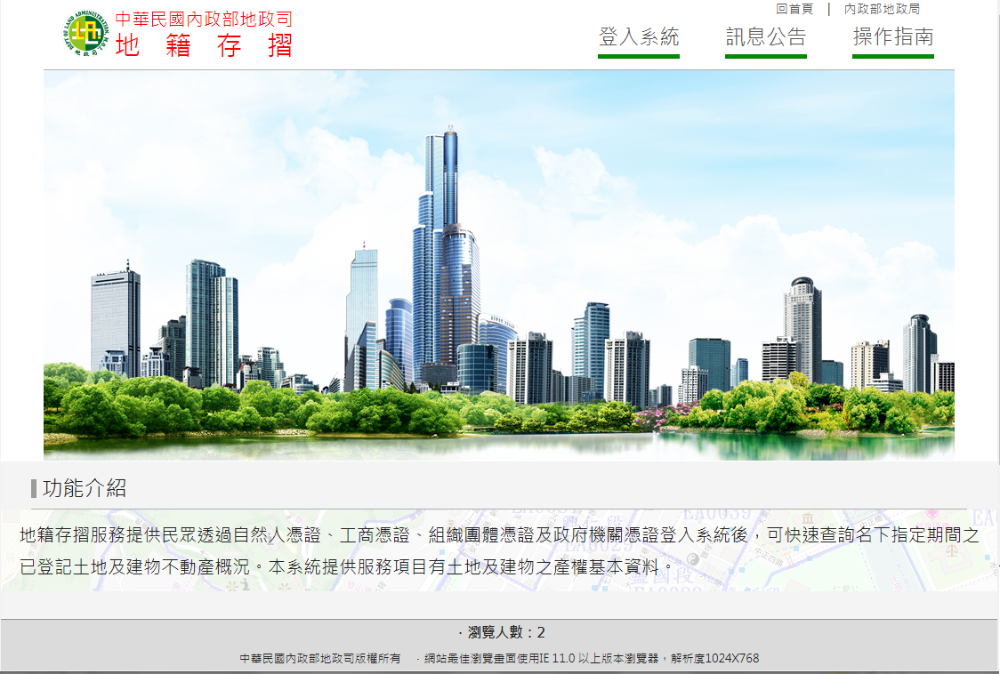 中華民國內政部地政司
地籍存摺
回首頁 | 內政部地政局
登入系統 訊息公告 操作指南
功能介紹
地籍存摺服務提供民眾透過自然人憑證、工商憑證、組織團體憑證及政府機關憑證登入系統後，可快速查詢名下指定期間之
已登記土地及建物不動產概況。本系統提供服務項目有土地及建物之產權基本資料。
· 瀏覽人數：2
中華民國內政部地政司版權所有 · 網站最佳瀏覽畫面使用IE 11.0 以上版本瀏覽器，解析度1024X768